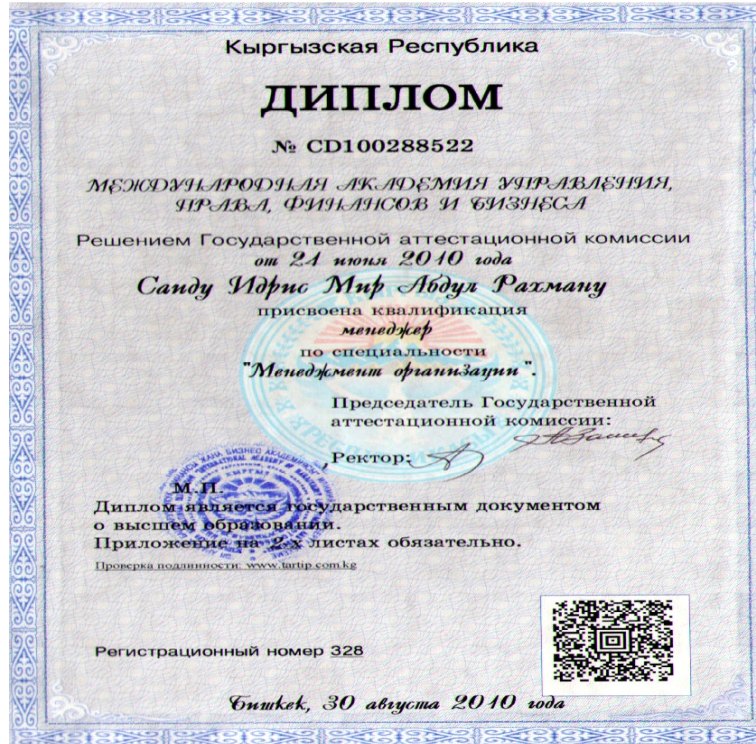 Кыргызская Республика
ДИПЛОМ
№ CD100288522
МЕЖДУНАРОДНАЯ АКАДЕМИЯ УПРАВЛЕНИЯ,
ПРАВА, ФИНАНСОВ И БИЗНЕСА
Решением Государственной аттестационной комиссии
от 21 июня 2010 года
Саиду Идрис Мир Абдул Рахману
присвоена квалификация
менеджер
по специальности
"Менеджмент организации".
Председатель Государственной
аттестационной комиссии:
Ректор:
М.П.
Диплом является государственным документом
о высшем образовании.
Приложение на 2-х листах обязательно.
Проверка подлинности: www.tartip.com.kg
Регистрационный номер 328
Бишкек, 30 августа 2010 года